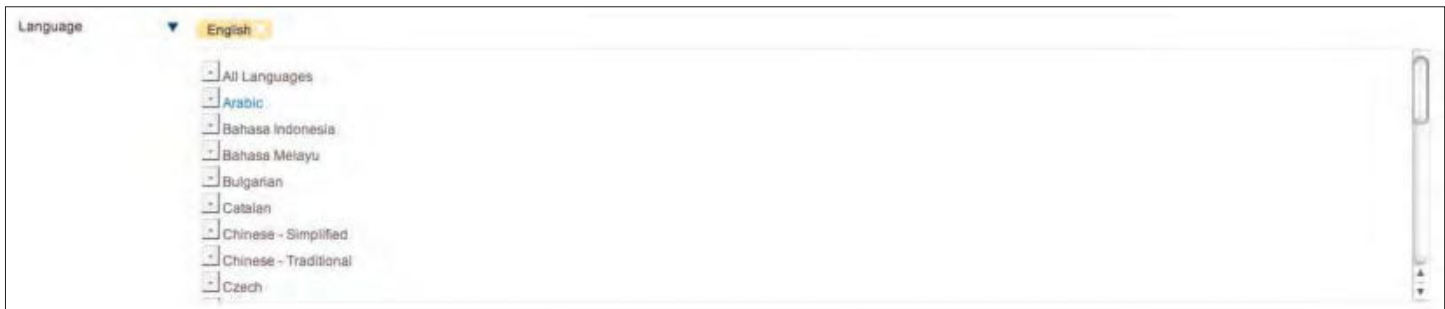 Language
English
All Languages
Arabic
Bahasa Indonesia
Bahasa Melayu
Bulgarian
Catalan
Chinese - Simplified
Chinese - Traditional
Czech